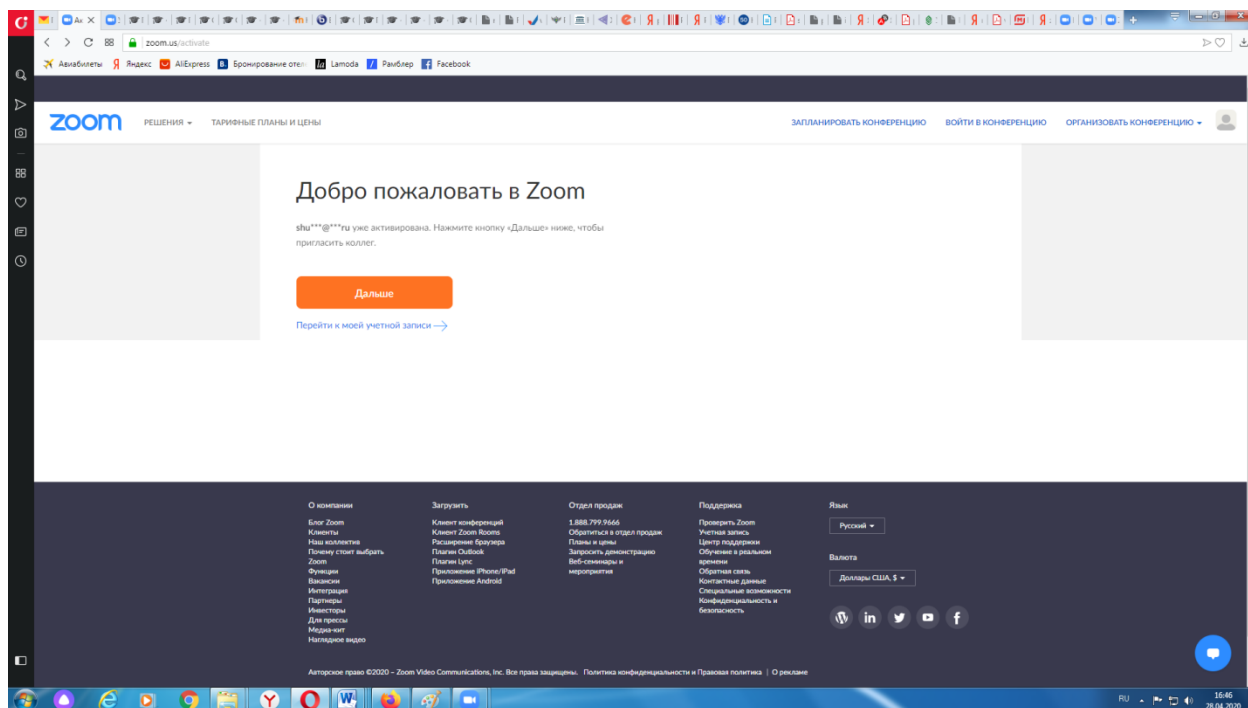 zoom.us/activate
Авиабилеты Яндекс AliExpress Бронирование отел Lamoda Рамблер Facebook
zoom РЕШЕНИЯ ТАРИФНЫЕ ПЛАНЫ И ЦЕНЫ ЗАПЛАНИРОВАТЬ КОНФЕРЕНЦИЮ ВОЙТИ В КОНФЕРЕНЦИЮ ОРГАНИЗОВАТЬ КОНФЕРЕНЦИЮ
Добро пожаловать в Zoom
shu***@***ru уже активирована. Нажмите кнопку «Дальше» ниже, чтобы
пригласить коллег.
Дальше
Перейти к моей учетной записи
О компании
Блог Zoom
Клиенты
Наш коллектив
Почему стоит выбрать
Zoom
Функции
Вакансии
Интеграция
Партнеры
Инвесторы
Для прессы
Медиа-кит
Наглядное видео
Загрузить
Клиент конференций
Клиент Zoom Rooms
Расширение браузера
Плагин Outlook
Плагин Lync
Приложение iPhone/iPad
Приложение Android
Отдел продаж
1.888.799.9666
Обратиться в отдел продаж
Планы и цены
Запросить демонстрацию
Веб-семинары и
мероприятия
Поддержка
Проверить Zoom
Учетная запись
Центр поддержки
Обучение в реальном
времени
Обратная связь
Контактные данные
Специальные возможности
Конфиденциальность и
безопасность
Язык
Русский
Валюта
Доллары США, $
Авторское право ©2020 – Zoom Video Communications, Inc. Все права защищены. Политика конфиденциальности и Правовая политика | О рекламе
RU 16:46
28.04.2020